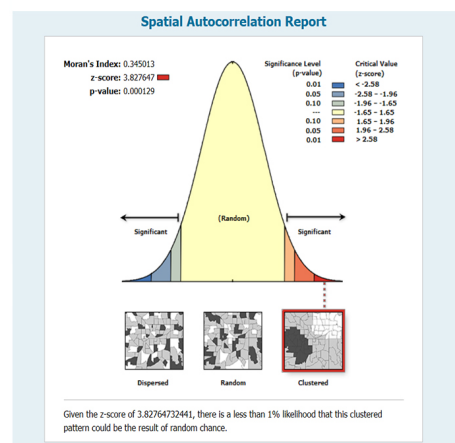 Spatial Autocorrelation Report
Moran's Index: 0.345013
z-score: 3.827647
p-value: 0.000129
Significance Level Critical Value
(p-value) (z-score)
0.01 < -2.58
0.05 -2.58 - -1.96
0.10 -1.96 - -1.65
--- -1.65 - 1.65
0.10 1.65 - 1.96
0.05 1.96 - 2.58
0.01 > 2.58
(Random)
Significant Significant
Dispersed Random Clustered
Given the z-score of 3.82764732441, there is a less than 1% likelihood that this clustered
pattern could be the result of random chance.